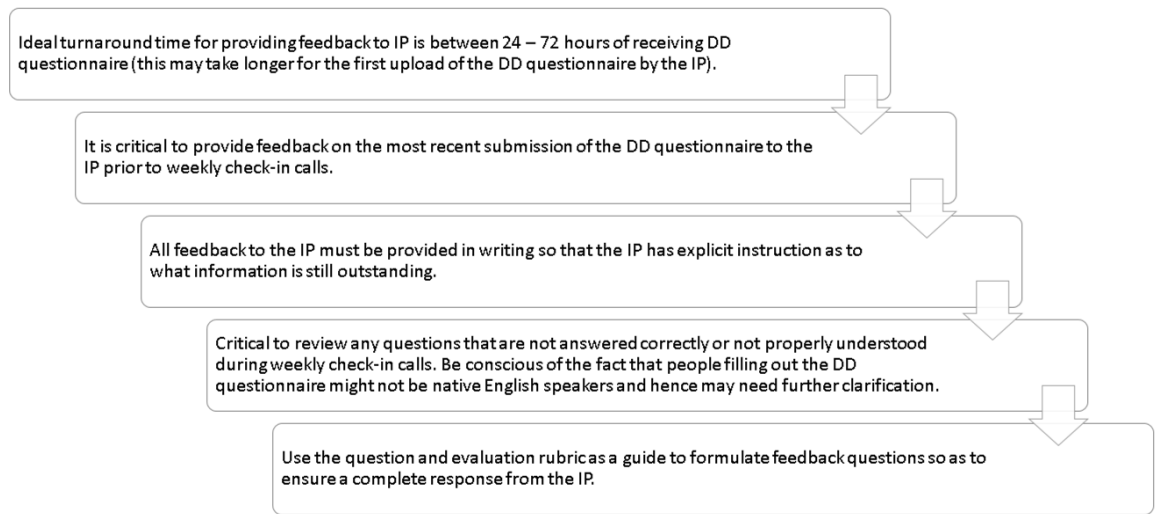 Ideal turnaround time for providing feedback to IP is between 24 – 72 hours of receiving DD
questionnaire (this may take longer for the first upload of the DD questionnaire by the IP).
It is critical to provide feedback on the most recent submission of the DD questionnaire to the
IP prior to weekly check-in calls.
All feedback to the IP must be provided in writing so that the IP has explicit instruction as to
what information is still outstanding.
Critical to review any questions that are not answered correctly or not properly understood
during weekly check-in calls. Be conscious of the fact that people filling out the DD
questionnaire might not be native English speakers and hence may need further clarification.
Use the question and evaluation rubric as a guide to formulate feedback questions so as to
ensure a complete response from the IP.